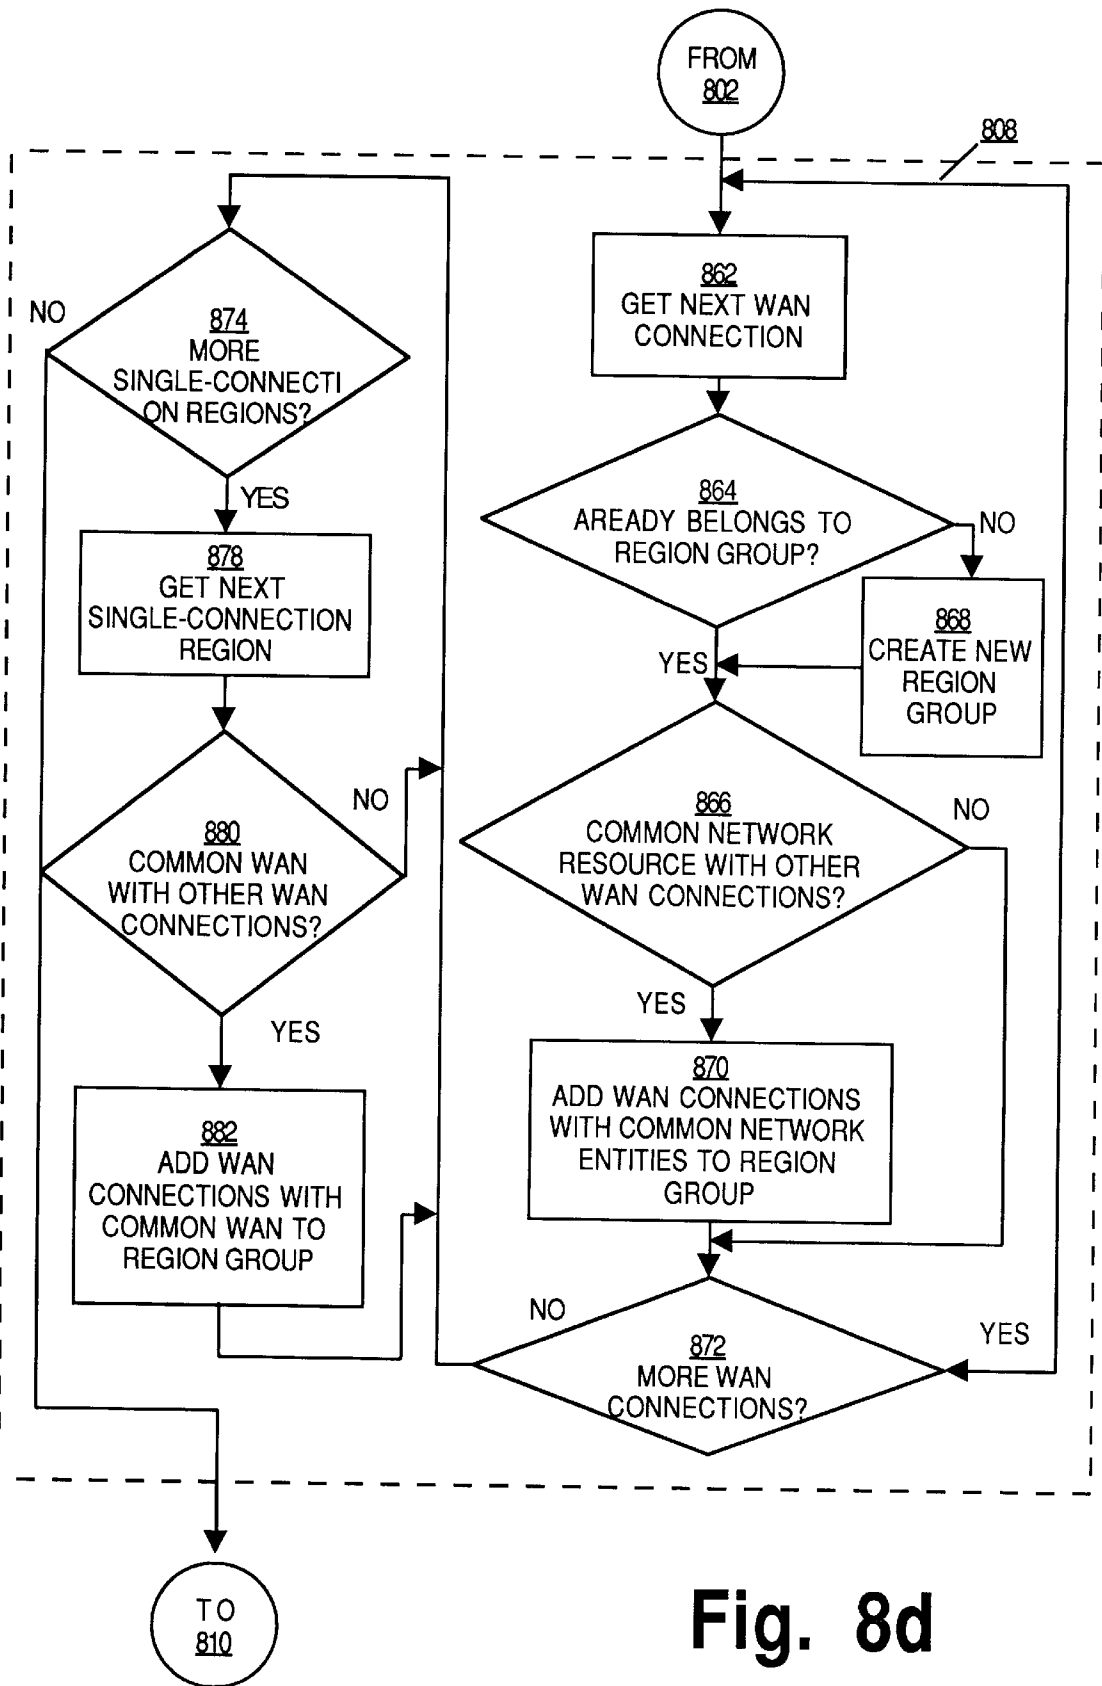 FROM
802
808
862
GET NEXT WAN
CONNECTION
864
AREADY BELONGS TO
REGION GROUP?
NO
868
CREATE NEW
REGION
GROUP
YES
866
COMMON NETWORK
RESOURCE WITH OTHER
WAN CONNECTIONS?
NO
YES
870
ADD WAN CONNECTIONS
WITH COMMON NETWORK
ENTITIES TO REGION
GROUP
872
MORE WAN
CONNECTIONS?
YES
NO
874
MORE
SINGLE-CONNECTI
ON REGIONS?
NO
YES
878
GET NEXT
SINGLE-CONNECTION
REGION
880
COMMON WAN
WITH OTHER WAN
CONNECTIONS?
NO
YES
882
ADD WAN
CONNECTIONS WITH
COMMON WAN TO
REGION GROUP
TO
810
Fig. 8d